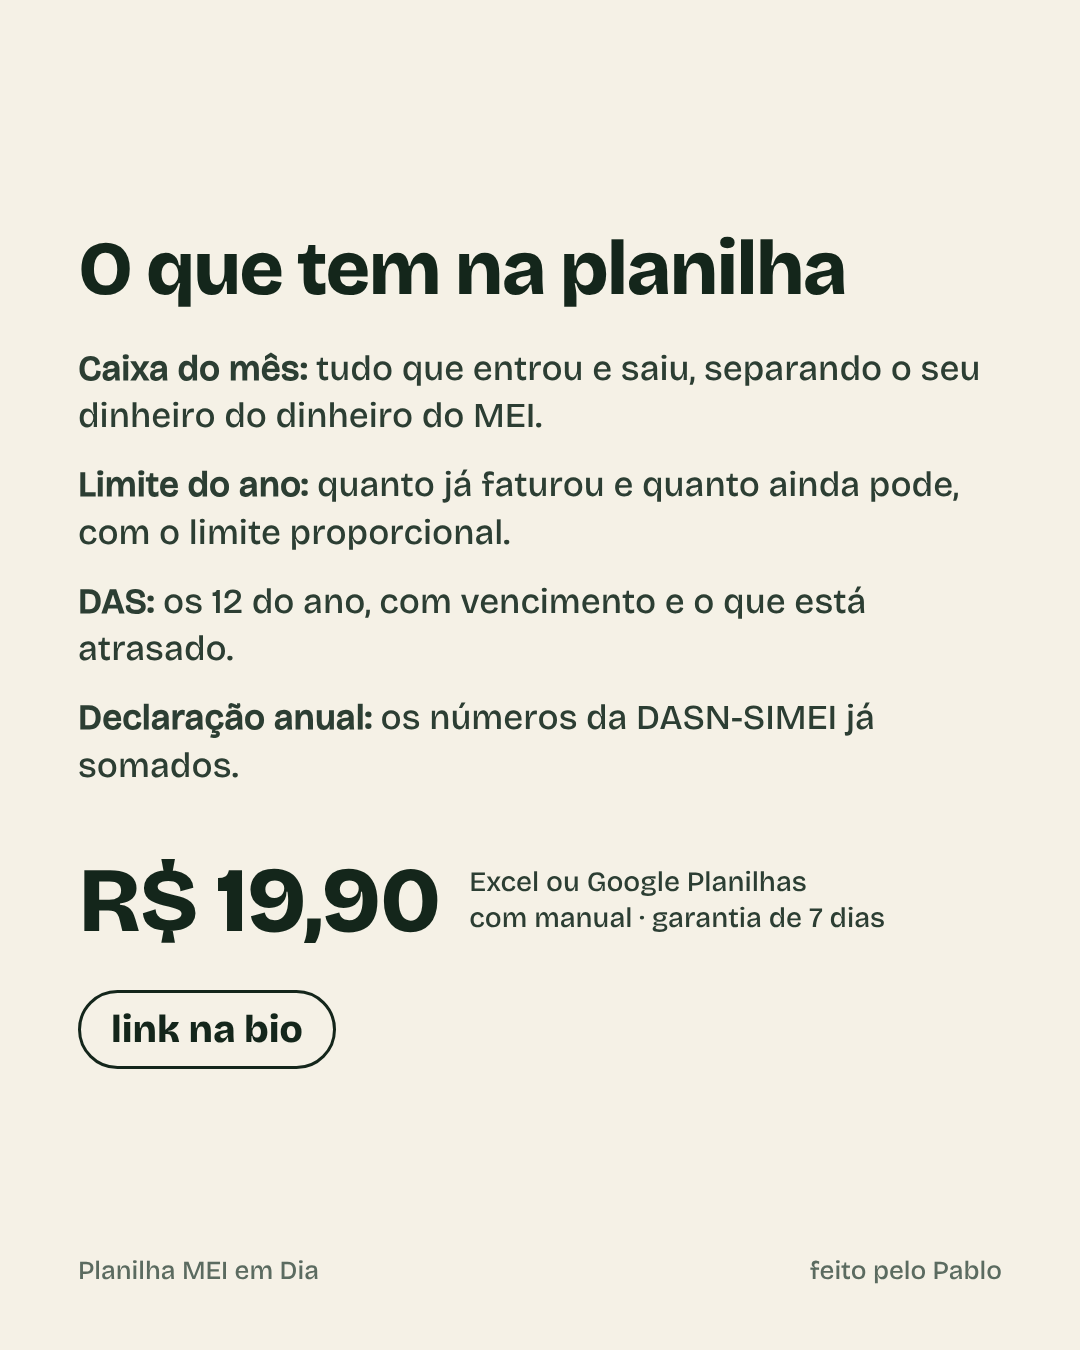 O que tem na planilha
Caixa do mês: tudo que entrou e saiu, separando o seu
dinheiro do dinheiro do MEI.
Limite do ano: quanto já faturou e quanto ainda pode,
com o limite proporcional.
DAS: os 12 do ano, com vencimento e o que está
atrasado.
Declaração anual: os números da DASN-SIMEI já
somados.
R$ 19,90
Excel ou Google Planilhas
com manual · garantia de 7 dias
link na bio
Planilha MEI em Dia
feito pelo Pablo